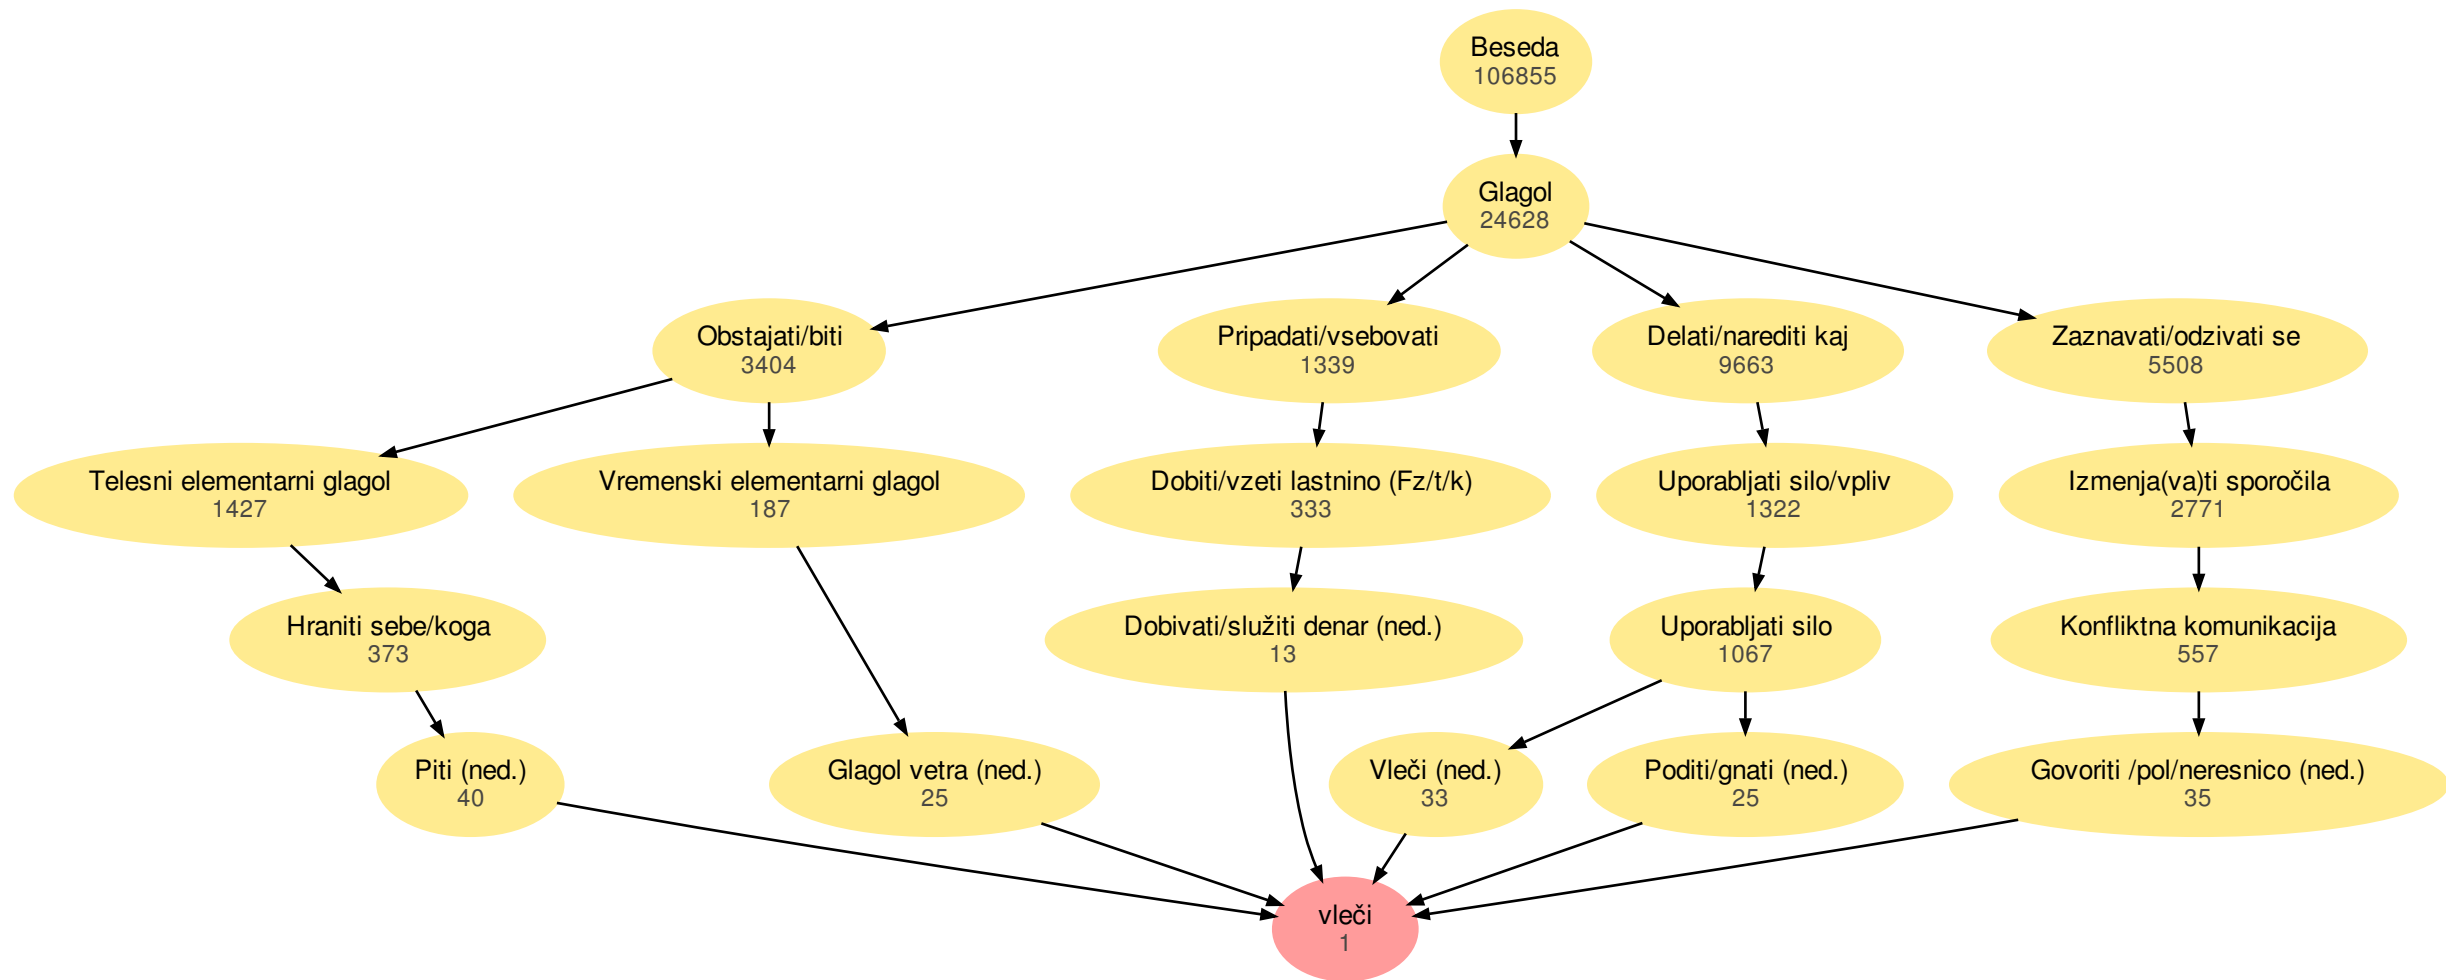 Beseda
106855
Glagol
24628
Obstajati/biti
3404
Pripadati/vsebovati
1339
Delati/narediti kaj
9663
Zaznavati/odzivati se
5508
Telesni elementarni glagol
1427
Vremenski elementarni glagol
187
Dobiti/vzeti lastnino (Fz/t/k)
333
Uporabljati silo/vpliv
1322
Izmenja(va)ti sporočila
2771
Hraniti sebe/koga
373
Dobivati/služiti denar (ned.)
13
Uporabljati silo
1067
Konfliktna komunikacija
557
Piti (ned.)
40
Glagol vetra (ned.)
25
Vleči (ned.)
33
Poditi/gnati (ned.)
25
Govoriti /pol/neresnico (ned.)
35
vleči
1